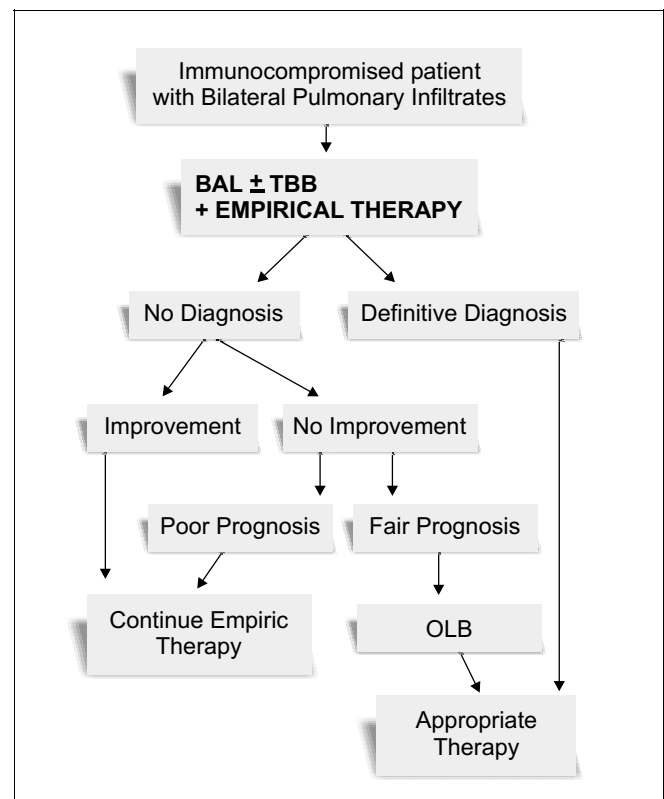 Immunocompromised patient
with Bilateral Pulmonary Infiltrates
BAL ± TBB
+ EMPIRICAL THERAPY
No Diagnosis
Definitive Diagnosis
Improvement
No Improvement
Poor Prognosis
Fair Prognosis
Continue Empiric
Therapy
OLB
Appropriate
Therapy